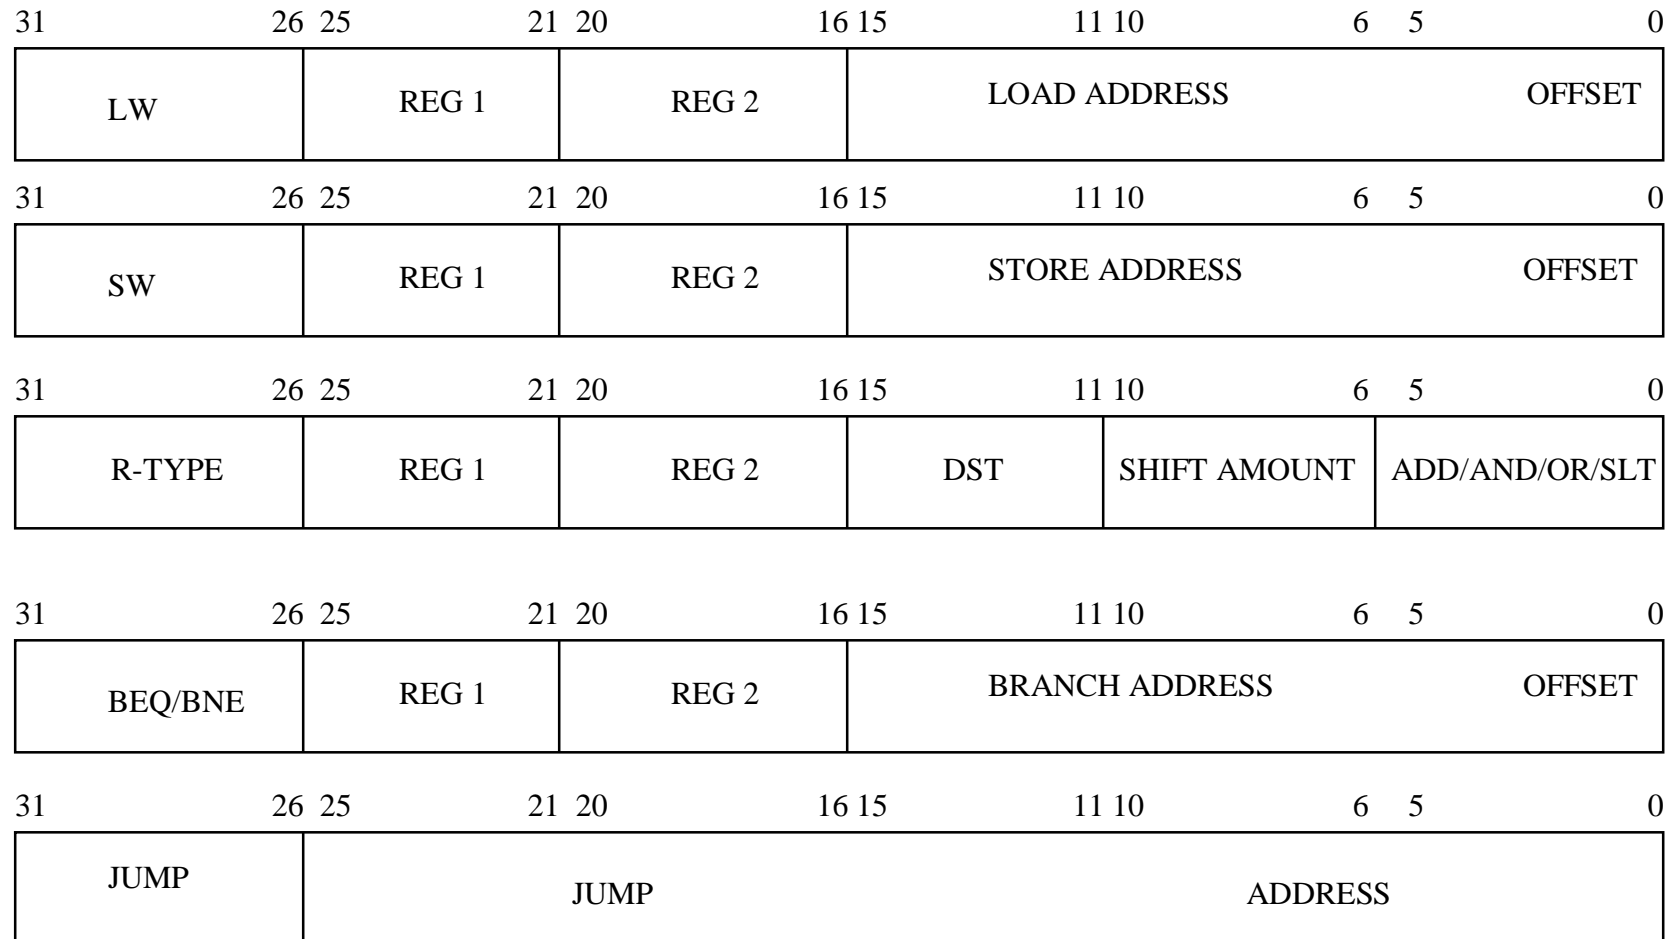 31 26 25 21 20 16 15 11 10 6 5 0
LW REG 1 REG 2 LOAD ADDRESS OFFSET
31 26 25 21 20 16 15 11 10 6 5 0
SW REG 1 REG 2 STORE ADDRESS OFFSET
31 26 25 21 20 16 15 11 10 6 5 0
R-TYPE REG 1 REG 2 DST SHIFT AMOUNT ADD/AND/OR/SLT
31 26 25 21 20 16 15 11 10 6 5 0
BEQ/BNE REG 1 REG 2 BRANCH ADDRESS OFFSET
31 26 25 21 20 16 15 11 10 6 5 0
JUMP JUMP ADDRESS